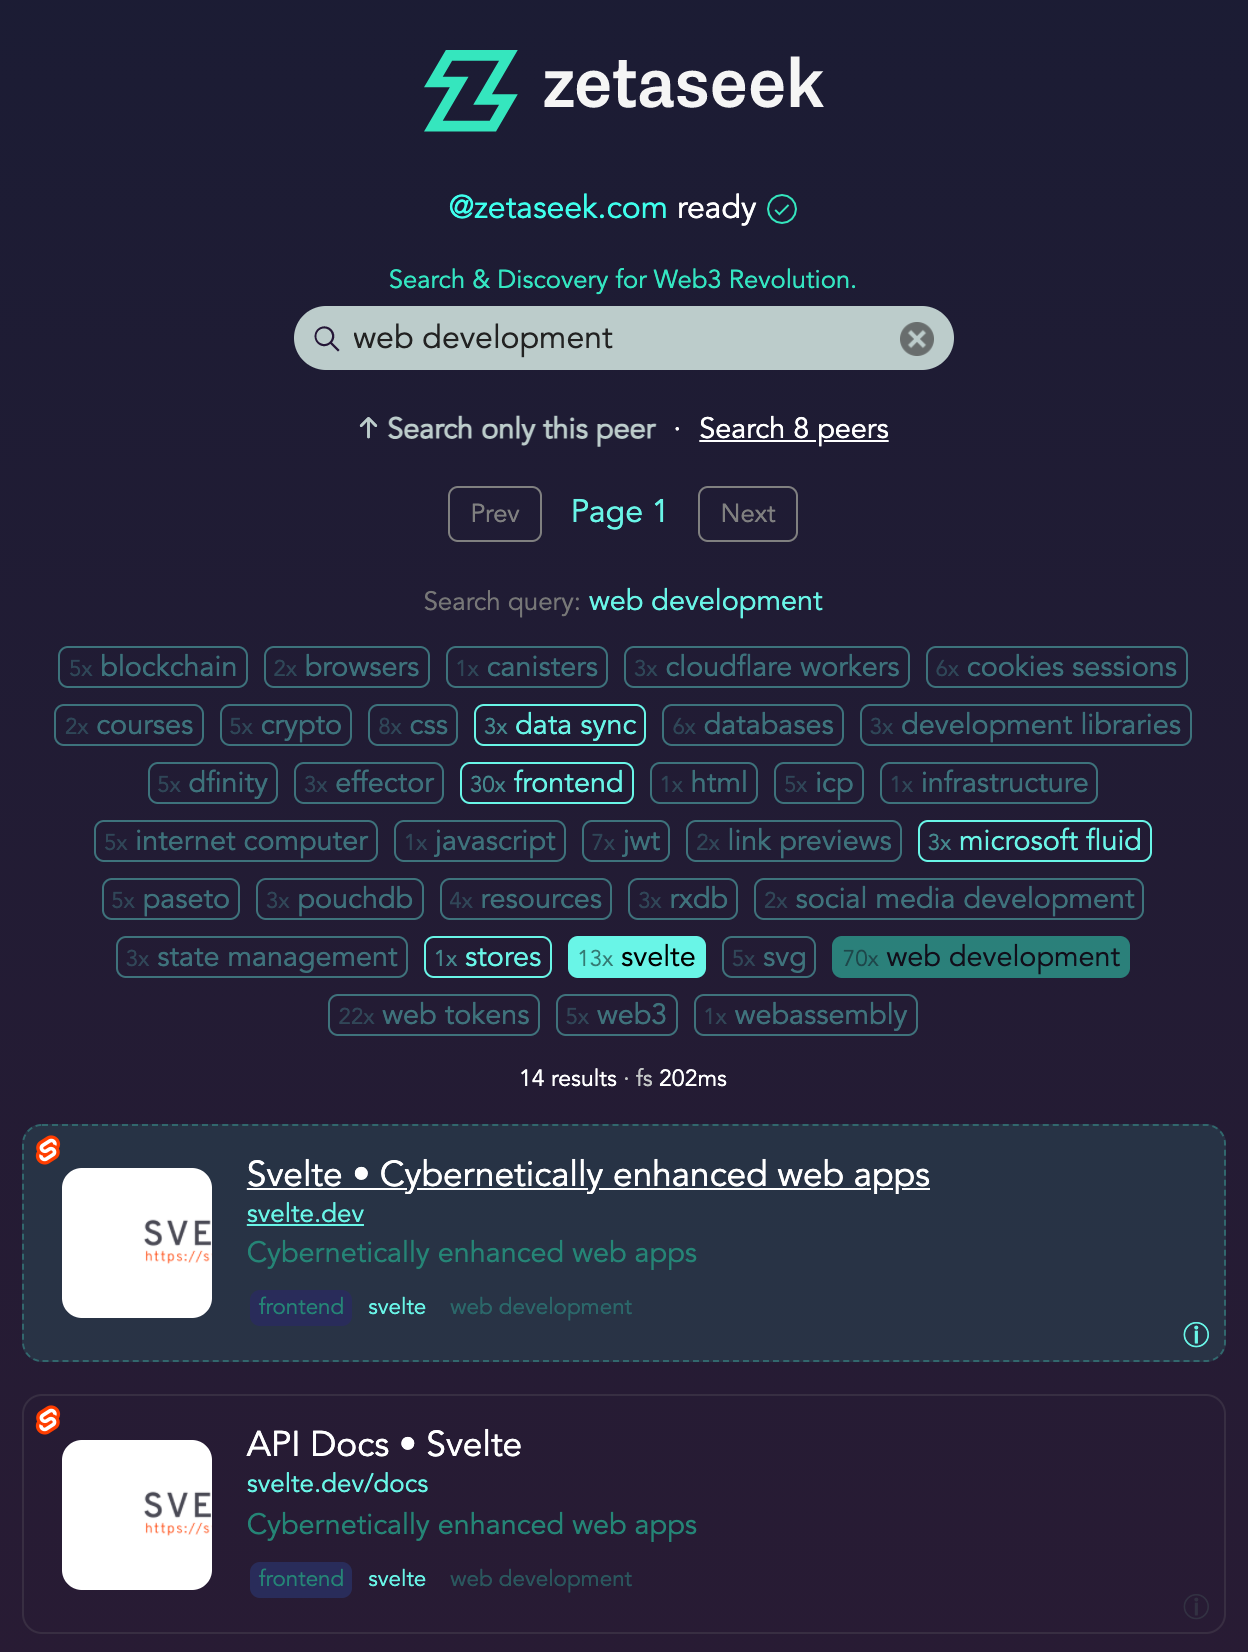 zetaseek
@zetaseek.com ready
Search & Discovery for Web3 Revolution.
web development
↑ Search only this peer · Search 8 peers
Prev Page 1 Next
Search query: web development
5x blockchain 2x browsers 1x canisters 3x cloudflare workers 6x cookies sessions
2x courses 5x crypto 8x css 3x data sync 6x databases 3x development libraries
5x dfinity 3x effector 30x frontend 1x html 5x icp 1x infrastructure
5x internet computer 1x javascript 7x jwt 2x link previews 3x microsoft fluid
5x paseto 3x pouchdb 4x resources 3x rxdb 2x social media development
3x state management 1x stores 13x svelte 5x svg 70x web development
22x web tokens 5x web3 1x webassembly
14 results · fs 202ms
Svelte • Cybernetically enhanced web apps
svelte.dev
SVE
https://s
Cybernetically enhanced web apps
frontend svelte web development
API Docs • Svelte
svelte.dev/docs
SVE
https://s
Cybernetically enhanced web apps
frontend svelte web development